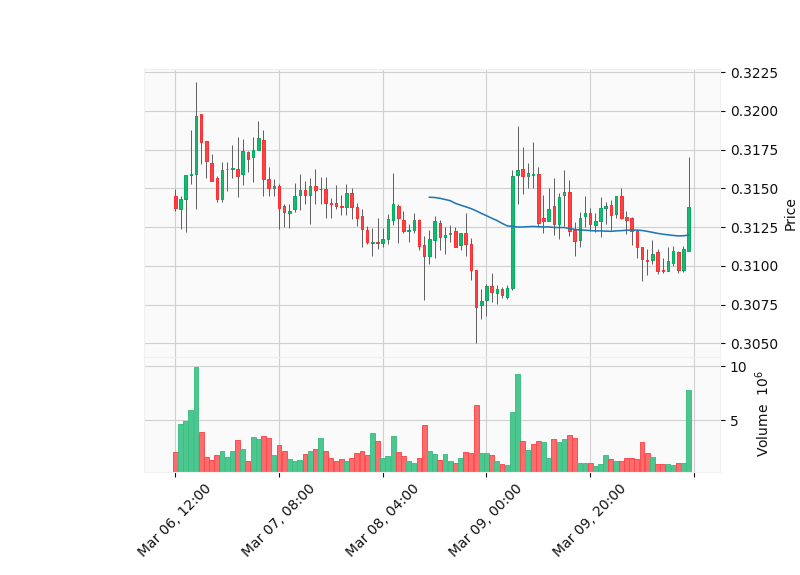 0.3225
0.3200
0.3175
0.3150
0.3125
0.3100
0.3075
0.3050
Price
10
5
Volume 10^6
Mar 06, 12:00
Mar 07, 08:00
Mar 08, 04:00
Mar 09, 00:00
Mar 09, 20:00